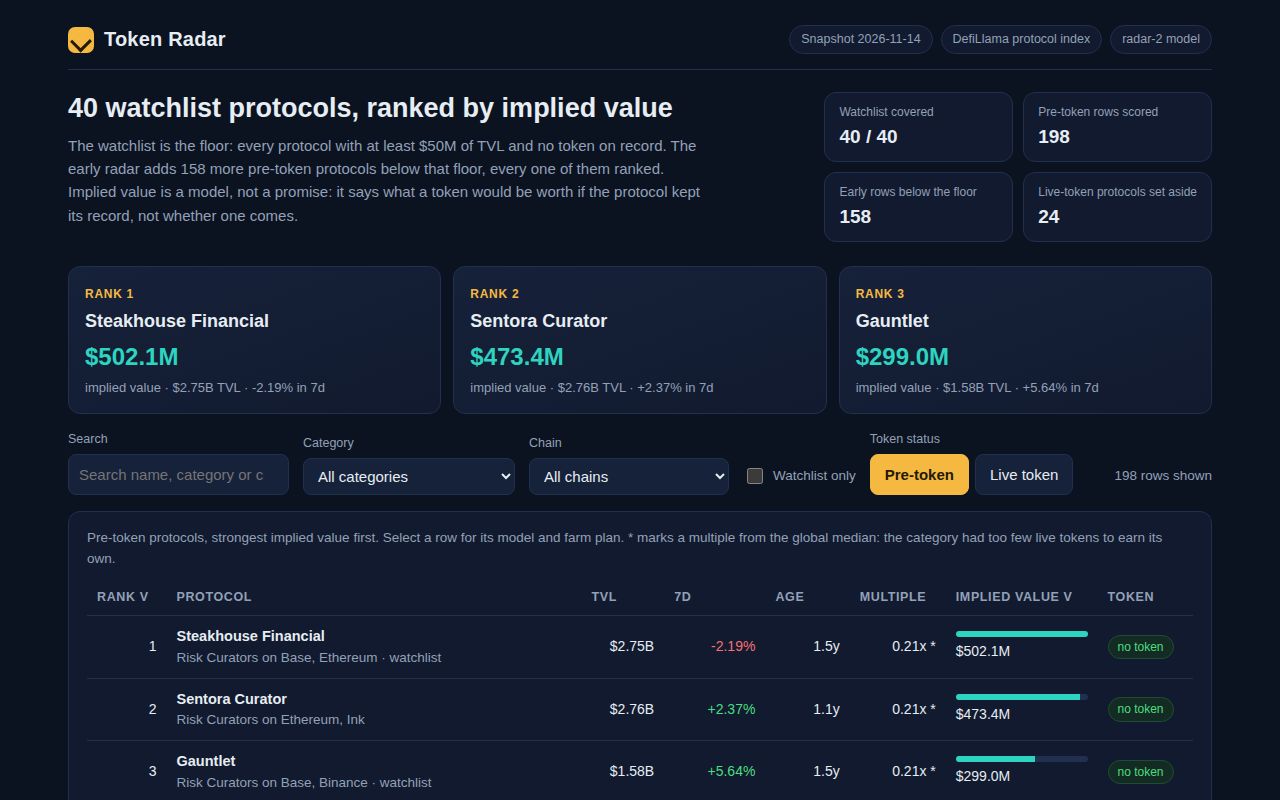 Token Radar
Snapshot 2026-11-14
DefiLlama protocol index
radar-2 model
40 watchlist protocols, ranked by implied value
The watchlist is the floor: every protocol with at least $50M of TVL and no token on record. The
early radar adds 158 more pre-token protocols below that floor, every one of them ranked.
Implied value is a model, not a promise: it says what a token would be worth if the protocol kept
its record, not whether one comes.
Watchlist covered
40 / 40
Pre-token rows scored
198
Early rows below the floor
158
Live-token protocols set aside
24
RANK 1
Steakhouse Financial
$502.1M
implied value · $2.75B TVL · -2.19% in 7d
RANK 2
Sentora Curator
$473.4M
implied value · $2.76B TVL · +2.37% in 7d
RANK 3
Gauntlet
$299.0M
implied value · $1.58B TVL · +5.64% in 7d
Search
Search name, category or c
Category
All categories
Chain
All chains
Watchlist only
Token status
Pre-token
Live token
198 rows shown
Pre-token protocols, strongest implied value first. Select a row for its model and farm plan. * marks a multiple from the global median: the category had too few live tokens to earn its
own.
RANK V PROTOCOL TVL 7D AGE MULTIPLE IMPLIED VALUE V TOKEN
1 Steakhouse Financial $2.75B -2.19% 1.5y 0.21x * $502.1M no token
Risk Curators on Base, Ethereum · watchlist
2 Sentora Curator $2.76B +2.37% 1.1y 0.21x * $473.4M no token
Risk Curators on Ethereum, Ink
3 Gauntlet $1.58B +5.64% 1.5y 0.21x * $299.0M no token
Risk Curators on Base, Binance · watchlist